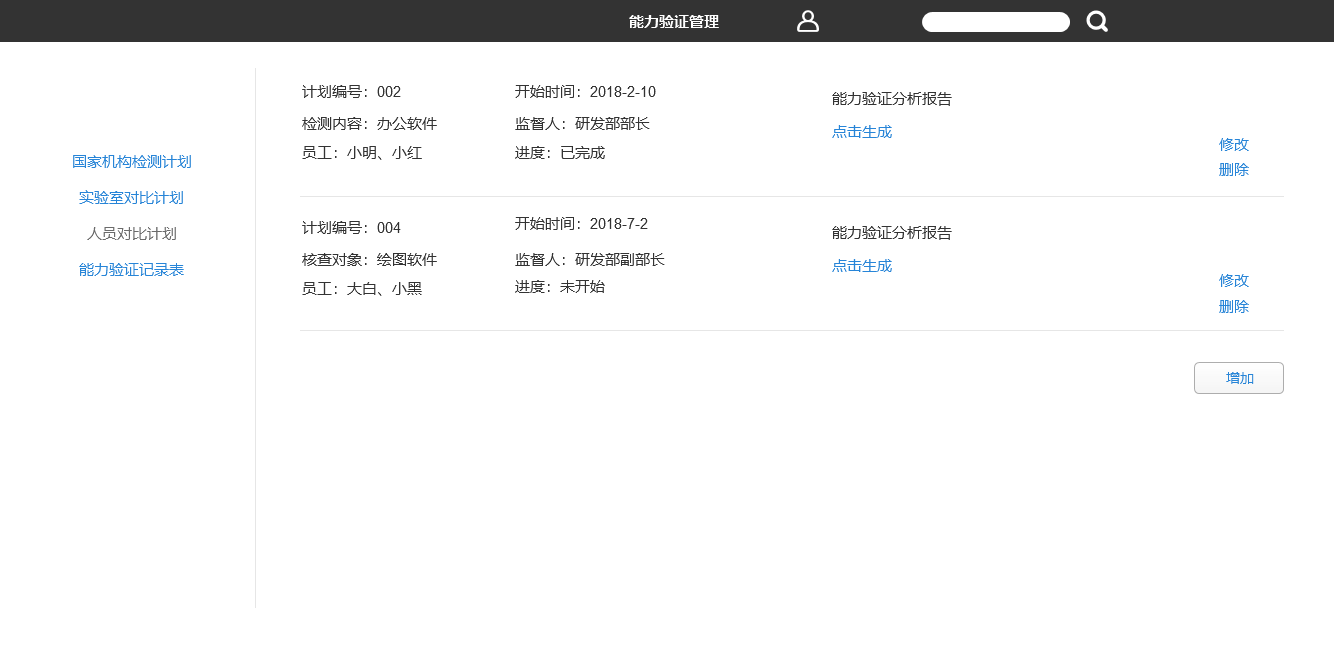 能力验证管理
国家机构检测计划
实验室对比计划
人员对比计划
能力验证记录表
计划编号：002
开始时间：2018-2-10
能力验证分析报告
检测内容：办公软件
监督人：研发部部长
点击生成
员工：小明、小红
进度：已完成
修改
删除
计划编号：004
开始时间：2018-7-2
能力验证分析报告
核查对象：绘图软件
监督人：研发部副部长
点击生成
员工：大白、小黑
进度：未开始
修改
删除
增加